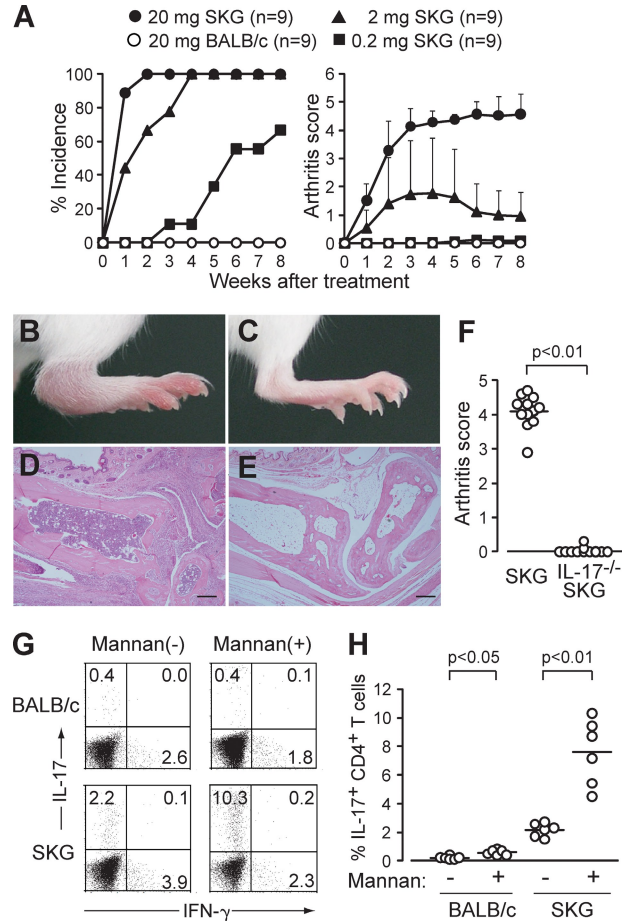 A
20 mg SKG (n=9) 2 mg SKG (n=9)
20 mg BALB/c (n=9) 0.2 mg SKG (n=9)
% Incidence
100
80
60
40
20
0
0 1 2 3 4 5 6 7 8
Arthritis score
6
5
4
3
2
1
0
0 1 2 3 4 5 6 7 8
Weeks after treatment
B
C
D
E
F
p<0.01
Arthritis score
5
4
3
2
1
0
SKG IL-17-/-
SKG
G
Mannan(-) Mannan(+)
BALB/c
0.4 0.0
2.6
0.4 0.1
1.8
IL-17
SKG
2.2 0.1
3.9
10.3 0.2
2.3
IFN-γ
H
p<0.05 p<0.01
% IL-17+ CD4+ T cells
12
10
8
6
4
2
0
Mannan: - + - +
BALB/c SKG